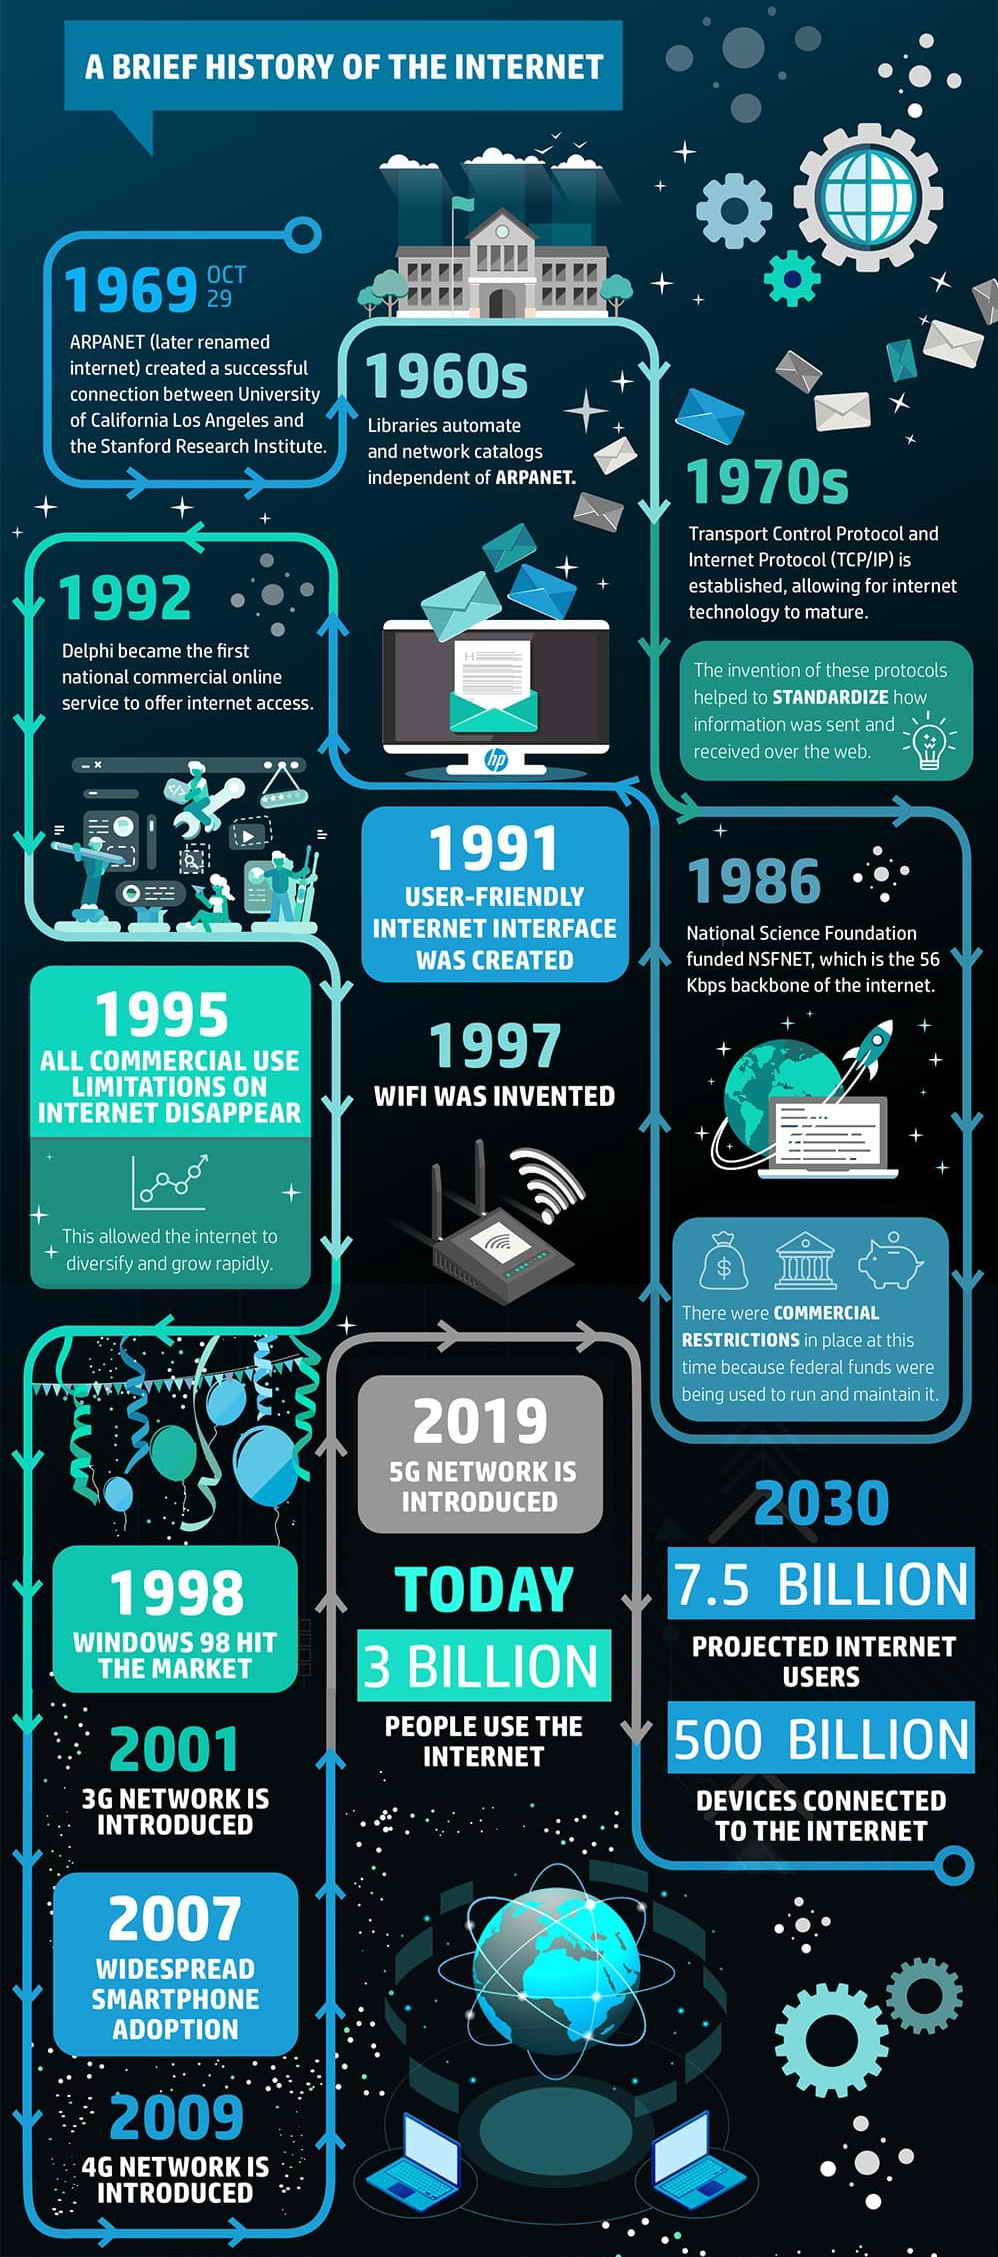 A BRIEF HISTORY OF THE INTERNET
1969 OCT
29
ARPANET (later renamed
internet) created a successful
connection between University
of California Los Angeles and
the Stanford Research Institute.
1960s
Libraries automate
and network catalogs
independent of ARPANET.
1970s
Transport Control Protocol and
Internet Protocol (TCP/IP) is
established, allowing for internet
technology to mature.
The invention of these protocols
helped to STANDARDIZE how
information was sent and
received over the web.
1986
National Science Foundation
funded NSFNET, which is the 56
Kbps backbone of the internet.
$
There were COMMERCIAL
RESTRICTIONS in place at this
time because federal funds were
being used to run and maintain it.
H
hp
1991
USER-FRIENDLY
INTERNET INTERFACE
WAS CREATED
1992
Delphi became the first
national commercial online
service to offer internet access.
1995
ALL COMMERCIAL USE
LIMITATIONS ON
INTERNET DISAPPEAR
This allowed the internet to
diversify and grow rapidly.
1997
WIFI WAS INVENTED
1998
WINDOWS 98 HIT
THE MARKET
2001
3G NETWORK IS
INTRODUCED
2007
WIDESPREAD
SMARTPHONE
ADOPTION
2009
4G NETWORK IS
INTRODUCED
2019
5G NETWORK IS
INTRODUCED
TODAY
3 BILLION
PEOPLE USE THE
INTERNET
2030
7.5 BILLION
PROJECTED INTERNET
USERS
500 BILLION
DEVICES CONNECTED
TO THE INTERNET